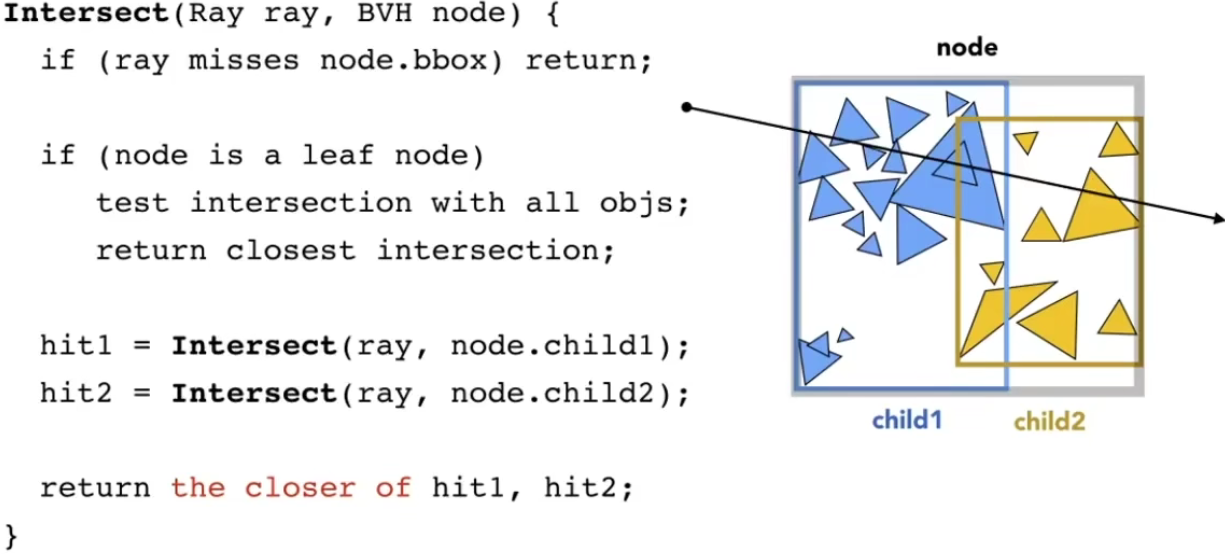 Intersect(Ray ray, BVH node) {
if (ray misses node.bbox) return;
if (node is a leaf node)
test intersection with all objs;
return closest intersection;
hit1 = Intersect(ray, node.child1);
hit2 = Intersect(ray, node.child2);
return the closer of hit1, hit2;
}
node
child1
child2